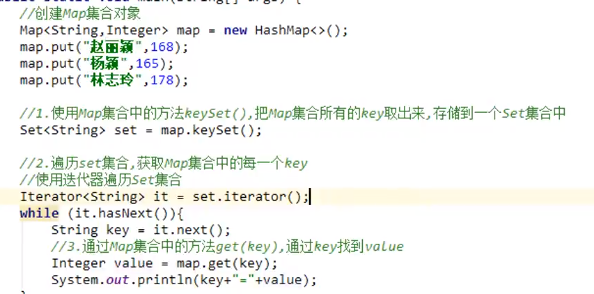 public static void main(String[] args) {
//创建Map集合对象
Map<String,Integer> map = new HashMap<>();
map.put("赵丽颖",168);
map.put("杨颖",165);
map.put("林志玲",178);
//1.使用Map集合中的方法keySet(),把Map集合所有的key取出来,存储到一个Set集合中
Set<String> set = map.keySet();
//2.遍历set集合,获取Map集合中的每一个key
//使用迭代器遍历Set集合
Iterator<String> it = set.iterator();
while (it.hasNext()){
String key = it.next();
//3.通过Map集合中的方法get(key),通过key找到value
Integer value = map.get(key);
System.out.println(key+"="+value);
}